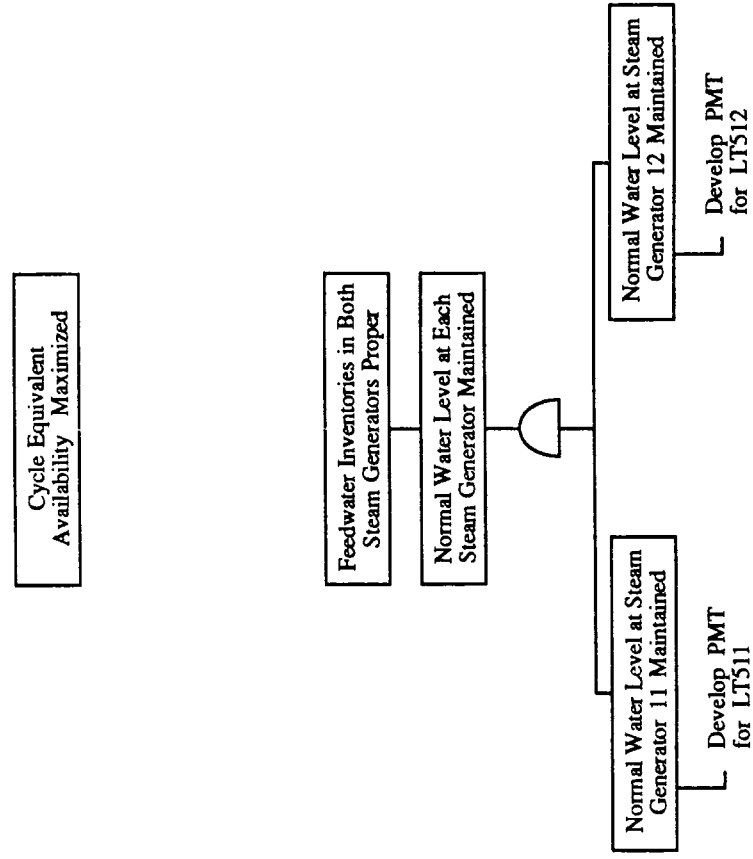 Cycle Equivalent
Availability Maximized
Feedwater Inventories in Both
Steam Generators Proper
Normal Water Level at Each
Steam Generator Maintained
Normal Water Level at Steam
Generator 11 Maintained
Develop PMT
for LT511
Normal Water Level at Steam
Generator 12 Maintained
Develop PMT
for LT512